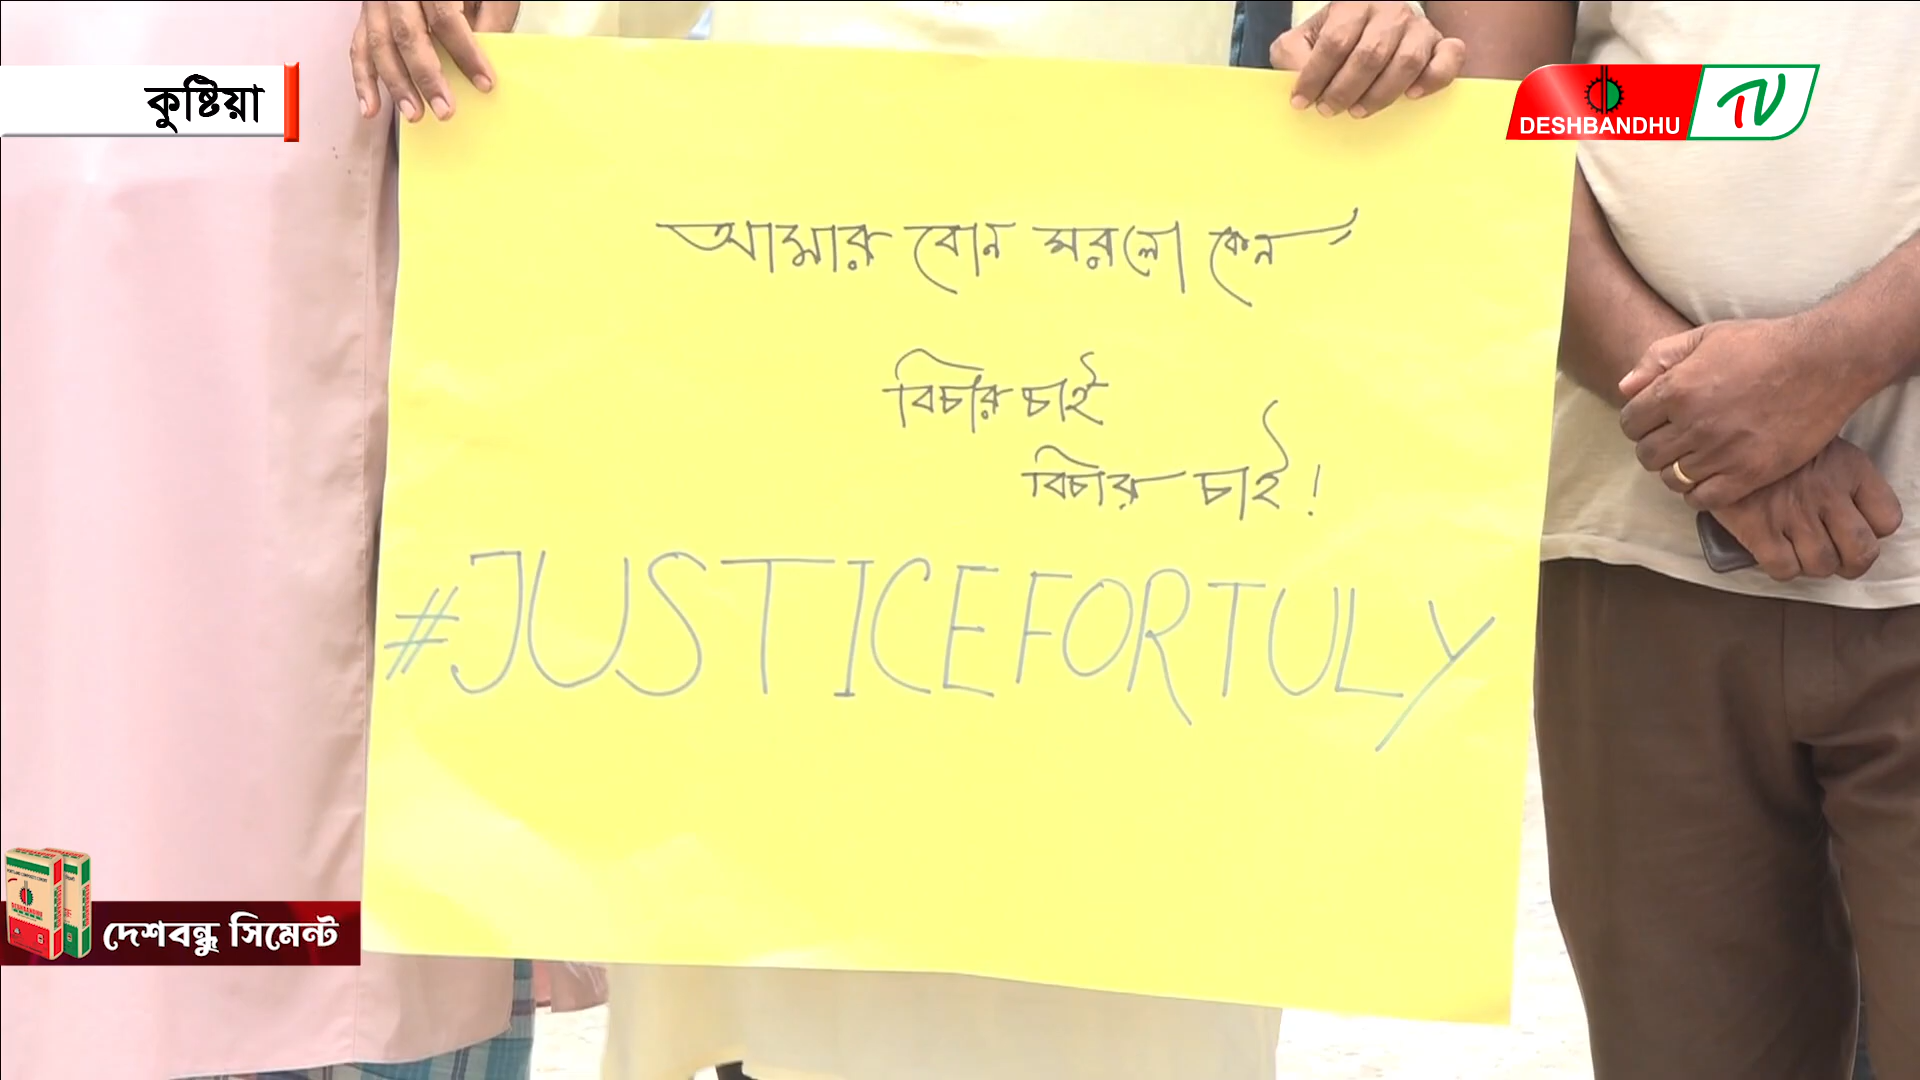 কুষ্টিয়া
DESHBANDHU TV
আমার বোন মরলো কেন
বিচার চাই
বিচার চাই!
#JUSTICEFORTULY
দেশবন্ধু সিমেন্ট